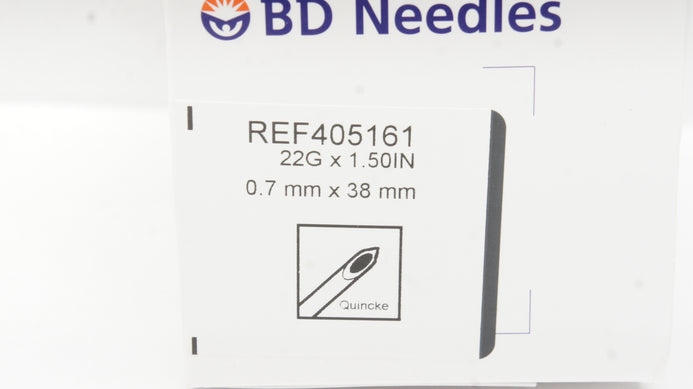 BD Needles
REF405161
22G x 1.50IN
0.7 mm x 38 mm
Quincke